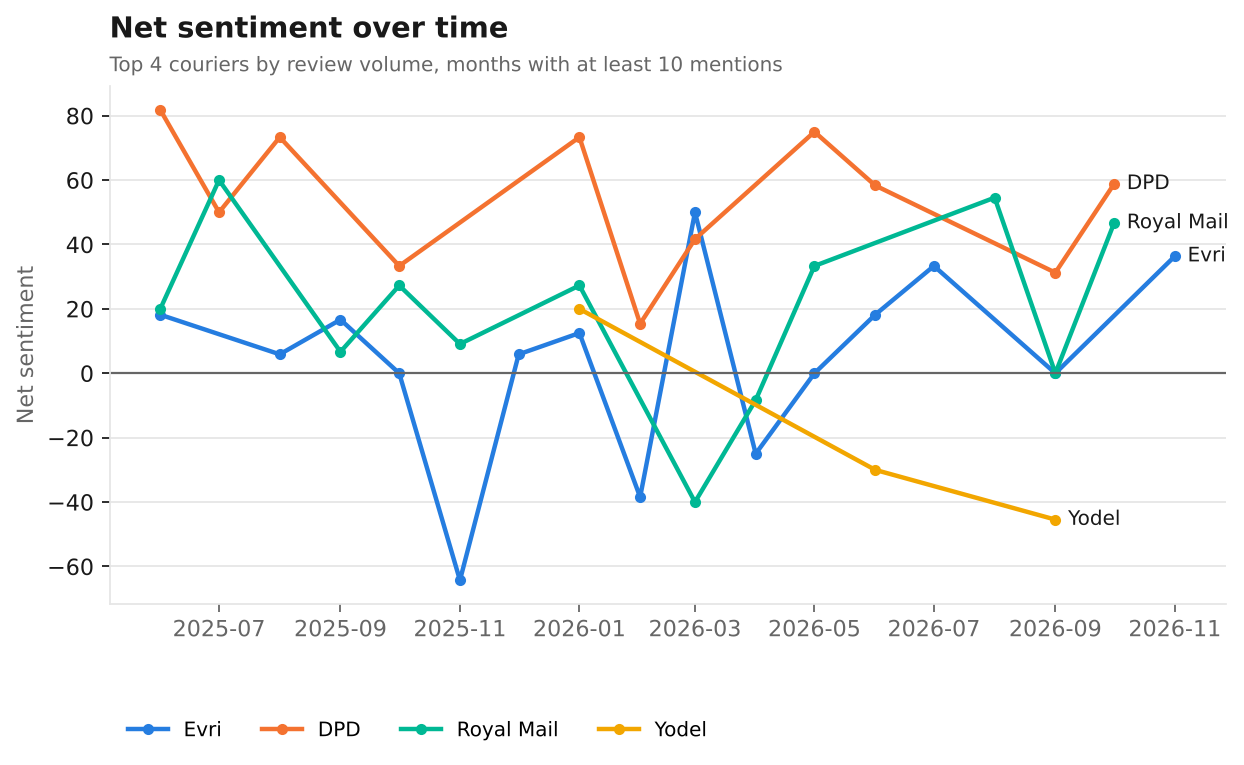 Net sentiment over time
Top 4 couriers by review volume, months with at least 10 mentions
Net sentiment
80
60
40
20
0
−20
−40
−60
DPD
Royal Mail
Evri
Yodel
2025-07 2025-09 2025-11 2026-01 2026-03 2026-05 2026-07 2026-09 2026-11
Evri DPD Royal Mail Yodel